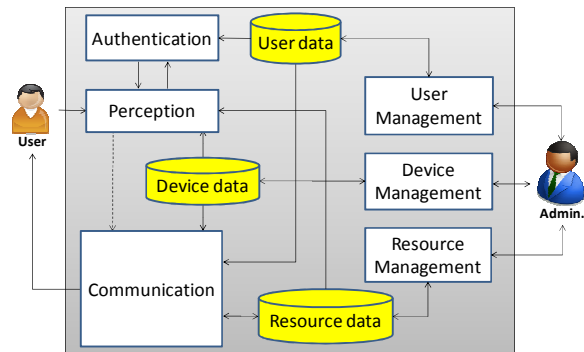 Authentication
User data
User
Perception
User
Management
Device data
Device
Management
Admin.
Communication
Resource
Management
Resource data